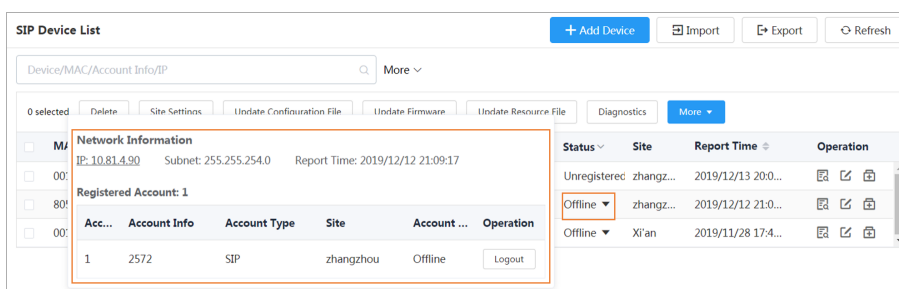 SIP Device List
Add Device
Import
Export
Refresh
Device/MAC/Account Info/IP
More
0 selected
Delete
Site Settings
Update Configuration File
Update Firmware
Update Resource File
Diagnostics
More
Status
Site
Report Time
Operation
Network Information
IP: 10.81.4.90 Subnet: 255.255.254.0 Report Time: 2019/12/12 21:09:17
Registered Account: 1
Acc... Account Info Account Type Site Account ... Operation
1 2572 SIP zhangzhou Offline Logout
001
Unregistered zhangz... 2019/12/13 20:0...
805
Offline zhangz... 2019/12/12 21:0...
001
Offline Xi'an 2019/11/28 17:4...